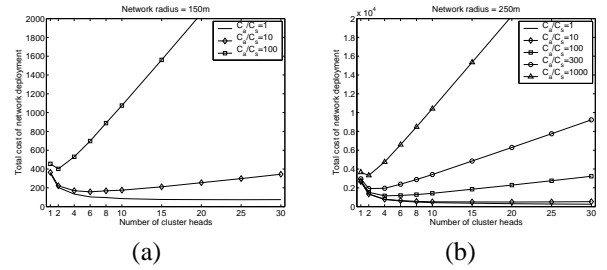 Network radius = 150m
Total cost of network deployment
2000
1800
1600
1400
1200
1000
800
600
400
200
0
C_a/C_s=1
C_a/C_s=10
C_a/C_s=100
1 2 4 6 8 10 15 20 25 30
Number of cluster heads
(a)
Network radius = 250m
x 10^4
Total cost of network deployment
2
1.8
1.6
1.4
1.2
1
0.8
0.6
0.4
0.2
0
C_a/C_s=1
C_a/C_s=10
C_a/C_s=100
C_a/C_s=300
C_a/C_s=1000
1 2 4 6 8 10 15 20 25 30
Number of cluster heads
(b)